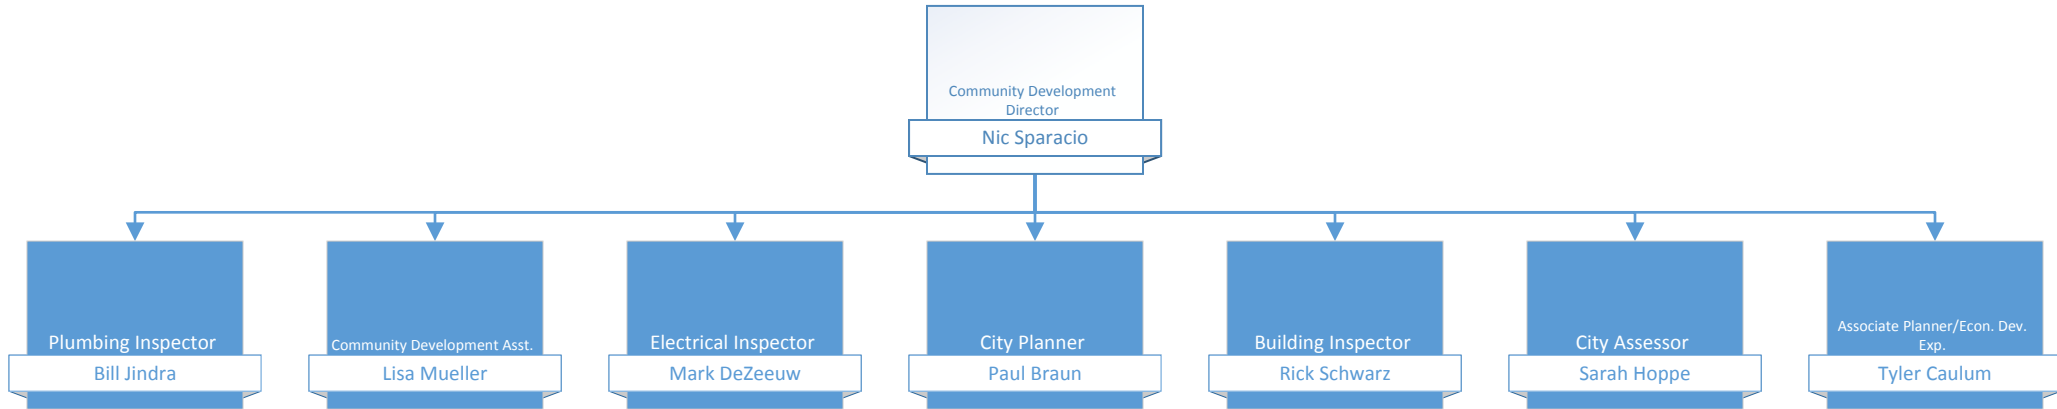 Community Development
Director
Nic Sparacio
Plumbing Inspector
Bill Jindra
Community Development Asst.
Lisa Mueller
Electrical Inspector
Mark DeZeeuw
City Planner
Paul Braun
Building Inspector
Rick Schwarz
City Assessor
Sarah Hoppe
Associate Planner/Econ. Dev.
Exp.
Tyler Caulum